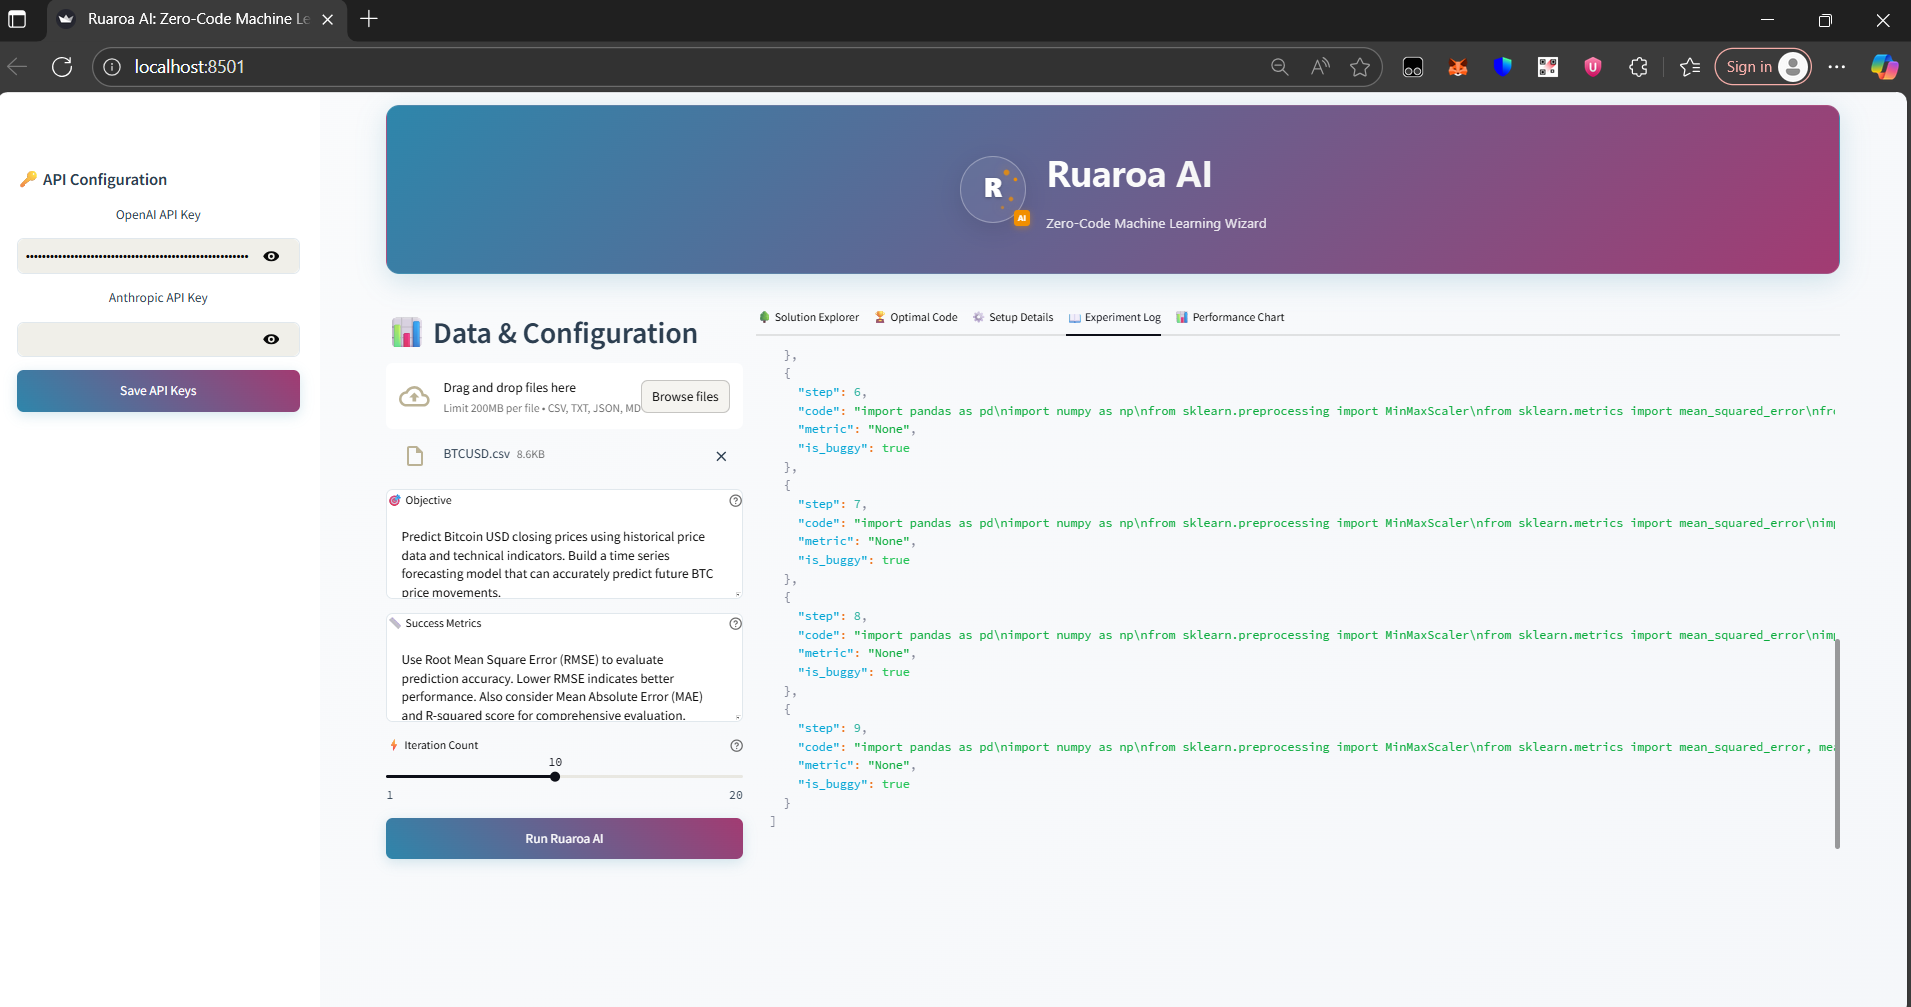 Ruaroa AI: Zero-Code Machine Le
localhost:8501
Sign in
🔑 API Configuration
OpenAI API Key
Anthropic API Key
Save API Keys
R
AI
Ruaroa AI
Zero-Code Machine Learning Wizard
📊 Data & Configuration
Drag and drop files here
Limit 200MB per file • CSV, TXT, JSON, MD
Browse files
BTCUSD.csv 8.6KB
🎯 Objective
Predict Bitcoin USD closing prices using historical price
data and technical indicators. Build a time series
forecasting model that can accurately predict future BTC
price movements.
📏 Success Metrics
Use Root Mean Square Error (RMSE) to evaluate
prediction accuracy. Lower RMSE indicates better
performance. Also consider Mean Absolute Error (MAE)
and R-squared score for comprehensive evaluation.
⚡ Iteration Count
10
1 20
Run Ruaroa AI
🌳 Solution Explorer 🏆 Optimal Code ⚙️ Setup Details 📖 Experiment Log 📊 Performance Chart
},
{
"step": 6,
"code": "import pandas as pd\nimport numpy as np\nfrom sklearn.preprocessing import MinMaxScaler\nfrom sklearn.metrics import mean_squared_error\nfro
"metric": "None",
"is_buggy": true
},
{
"step": 7,
"code": "import pandas as pd\nimport numpy as np\nfrom sklearn.preprocessing import MinMaxScaler\nfrom sklearn.metrics import mean_squared_error\nimp
"metric": "None",
"is_buggy": true
},
{
"step": 8,
"code": "import pandas as pd\nimport numpy as np\nfrom sklearn.preprocessing import MinMaxScaler\nfrom sklearn.metrics import mean_squared_error\nimp
"metric": "None",
"is_buggy": true
},
{
"step": 9,
"code": "import pandas as pd\nimport numpy as np\nfrom sklearn.preprocessing import MinMaxScaler\nfrom sklearn.metrics import mean_squared_error, mea
"metric": "None",
"is_buggy": true
}
]